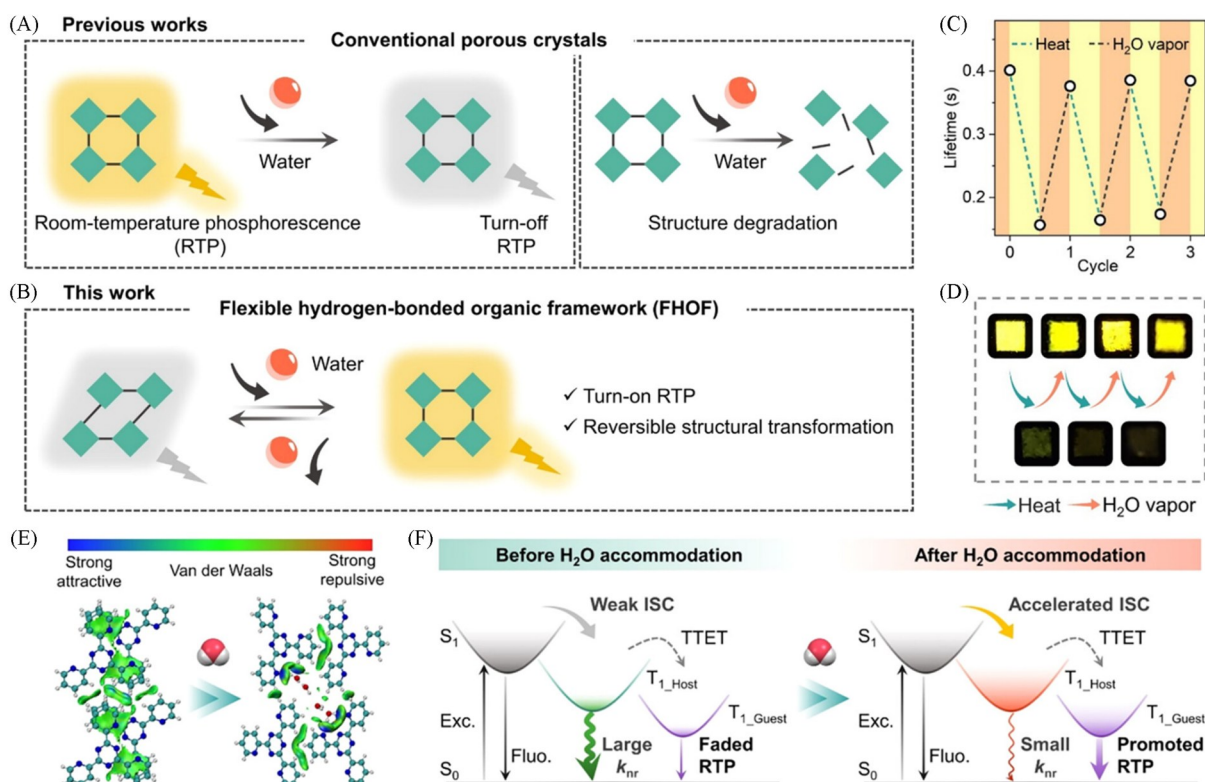 (A)
Previous works
Conventional porous crystals
Water
Water
Room-temperature phosphorescence
(RTP)
Turn-off
RTP
Structure degradation
(B)
This work
Flexible hydrogen-bonded organic framework (FHOF)
Water
✓ Turn-on RTP
✓ Reversible structural transformation
(C)
Heat
H₂O vapor
Lifetime (s)
0.4
0.3
0.2
0 1 2 3
Cycle
(D)
Heat
H₂O vapor
(E)
Strong
attractive
Van der Waals
Strong
repulsive
(F)
Before H₂O accommodation
After H₂O accommodation
Weak ISC
S₁
TTET
T₁_Host
T₁_Guest
Exc.
Fluo.
Large
kₙᵣ
Faded
RTP
S₀
Accelerated ISC
S₁
TTET
T₁_Host
T₁_Guest
Exc.
Fluo.
Small
kₙᵣ
Promoted
RTP
S₀